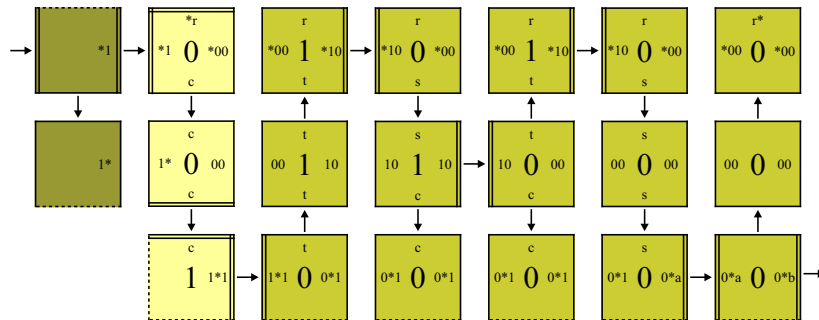 *r r r r r r*
*1 *1 0 *00 *00 1 *10 *10 0 *00 *00 1 *10 *10 0 *00 *00 0 *00
c t s t s
c t s t s
1* 1* 0 00 00 1 10 10 1 10 10 0 00 00 0 00 00 0 00
c t c c s
c t c c s
1 1*1 1*1 0 0*1 0*1 0 0*1 0*1 0 0*1 0*1 0 0*a 0*a 0 0*b